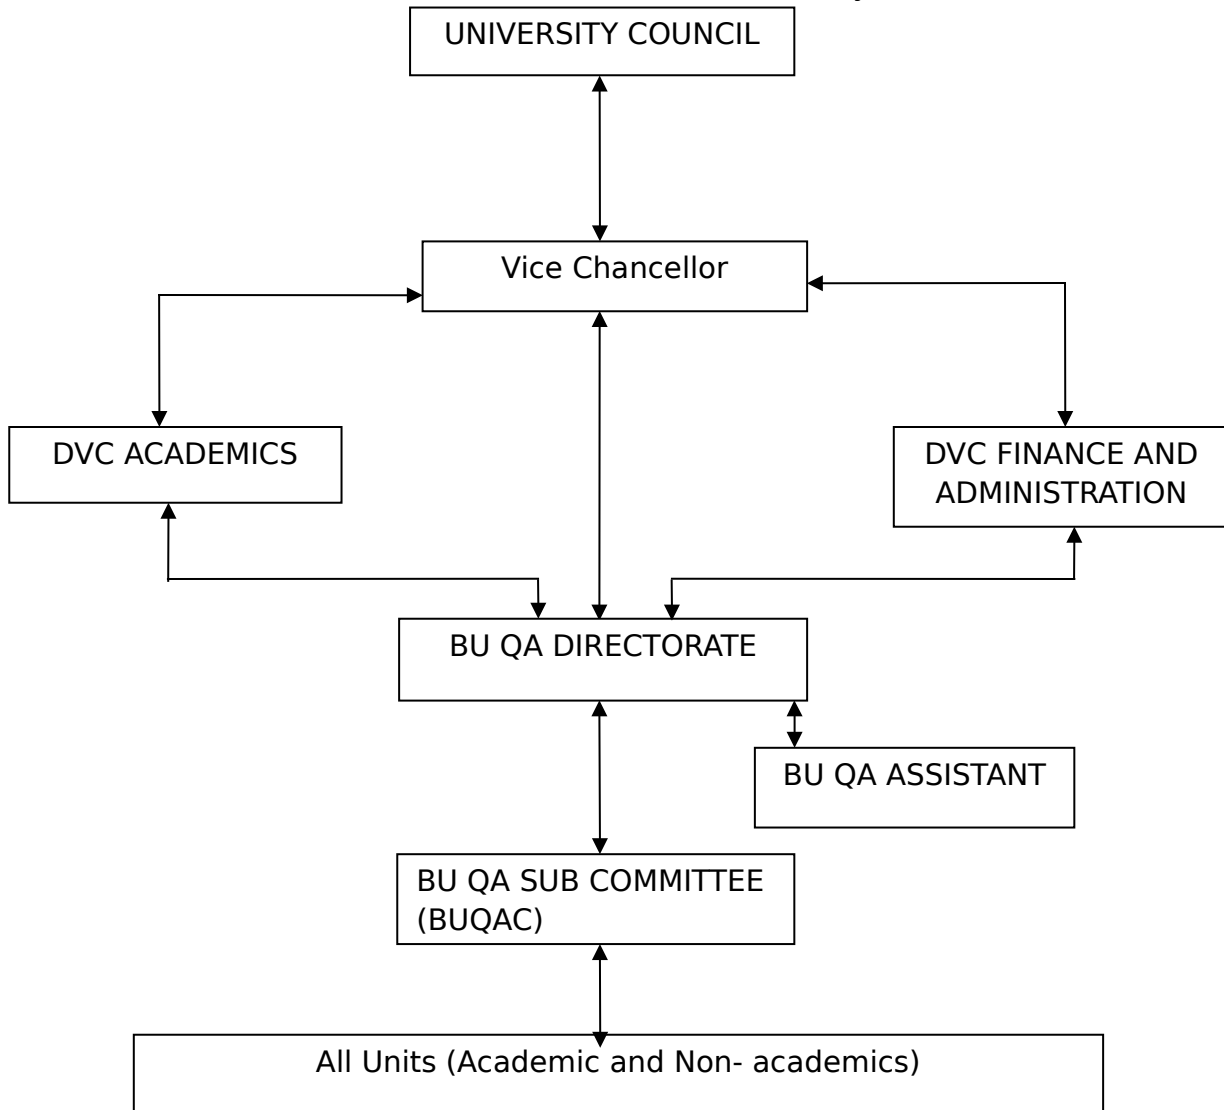 UNIVERSITY COUNCIL
Vice Chancellor
DVC ACADEMICS
DVC FINANCE AND
ADMINISTRATION
BU QA DIRECTORATE
BU QA ASSISTANT
BU QA SUB COMMITTEE
(BUQAC)
All Units (Academic and Non- academics)